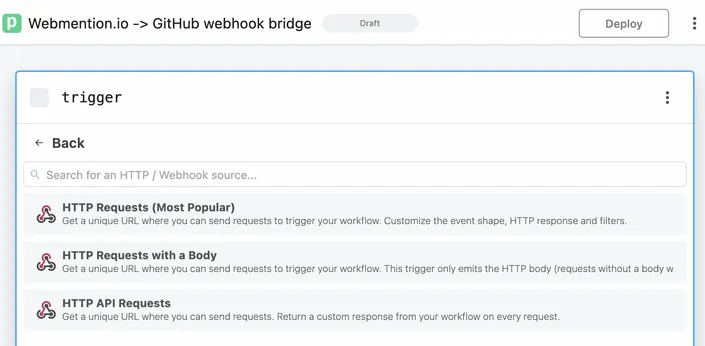 p Webmention.io -> GitHub webhook bridge Draft Deploy
trigger
← Back
Search for an HTTP / Webhook source...
HTTP Requests (Most Popular)
Get a unique URL where you can send requests to trigger your workflow. Customize the event shape, HTTP response and filters.
HTTP Requests with a Body
Get a unique URL where you can send requests to trigger your workflow. This trigger only emits the HTTP body (requests without a body w
HTTP API Requests
Get a unique URL where you can send requests. Return a custom response from your workflow on every request.